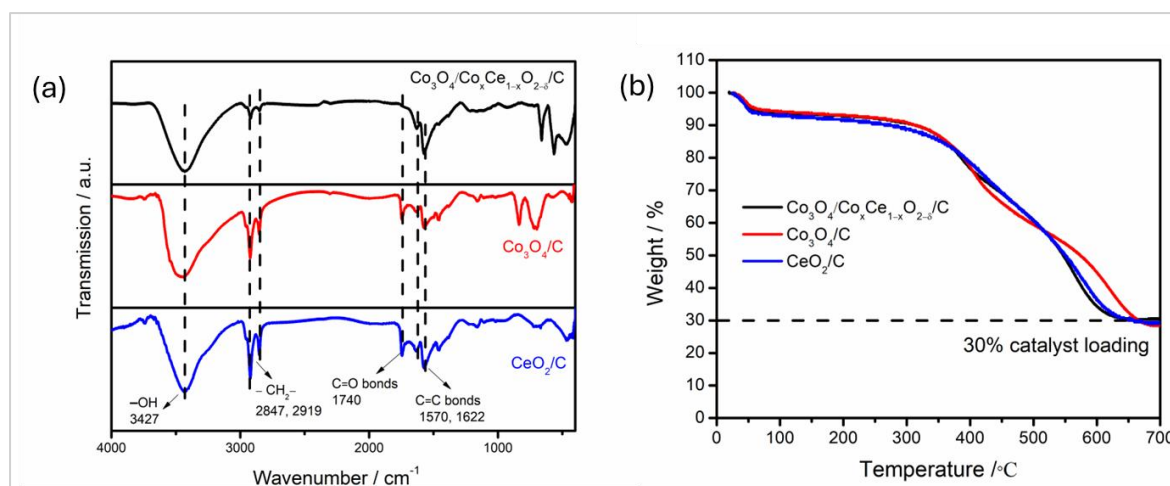 (a)
Co₃O₄/CoₓCe₁₋ₓO₂₋δ/C
Co₃O₄/C
CeO₂/C
–OH
3427
– CH₂–
2847, 2919
C=O bonds
1740
C=C bonds
1570, 1622
Transmission / a.u.
4000 3000 2000 1000
Wavenumber / cm⁻¹
(b)
110
100
90
80
70
60
50
40
30
20
10
0
Weight / %
Co₃O₄/CoₓCe₁₋ₓO₂₋δ/C
Co₃O₄/C
CeO₂/C
30% catalyst loading
0 100 200 300 400 500 600 700
Temperature /°C